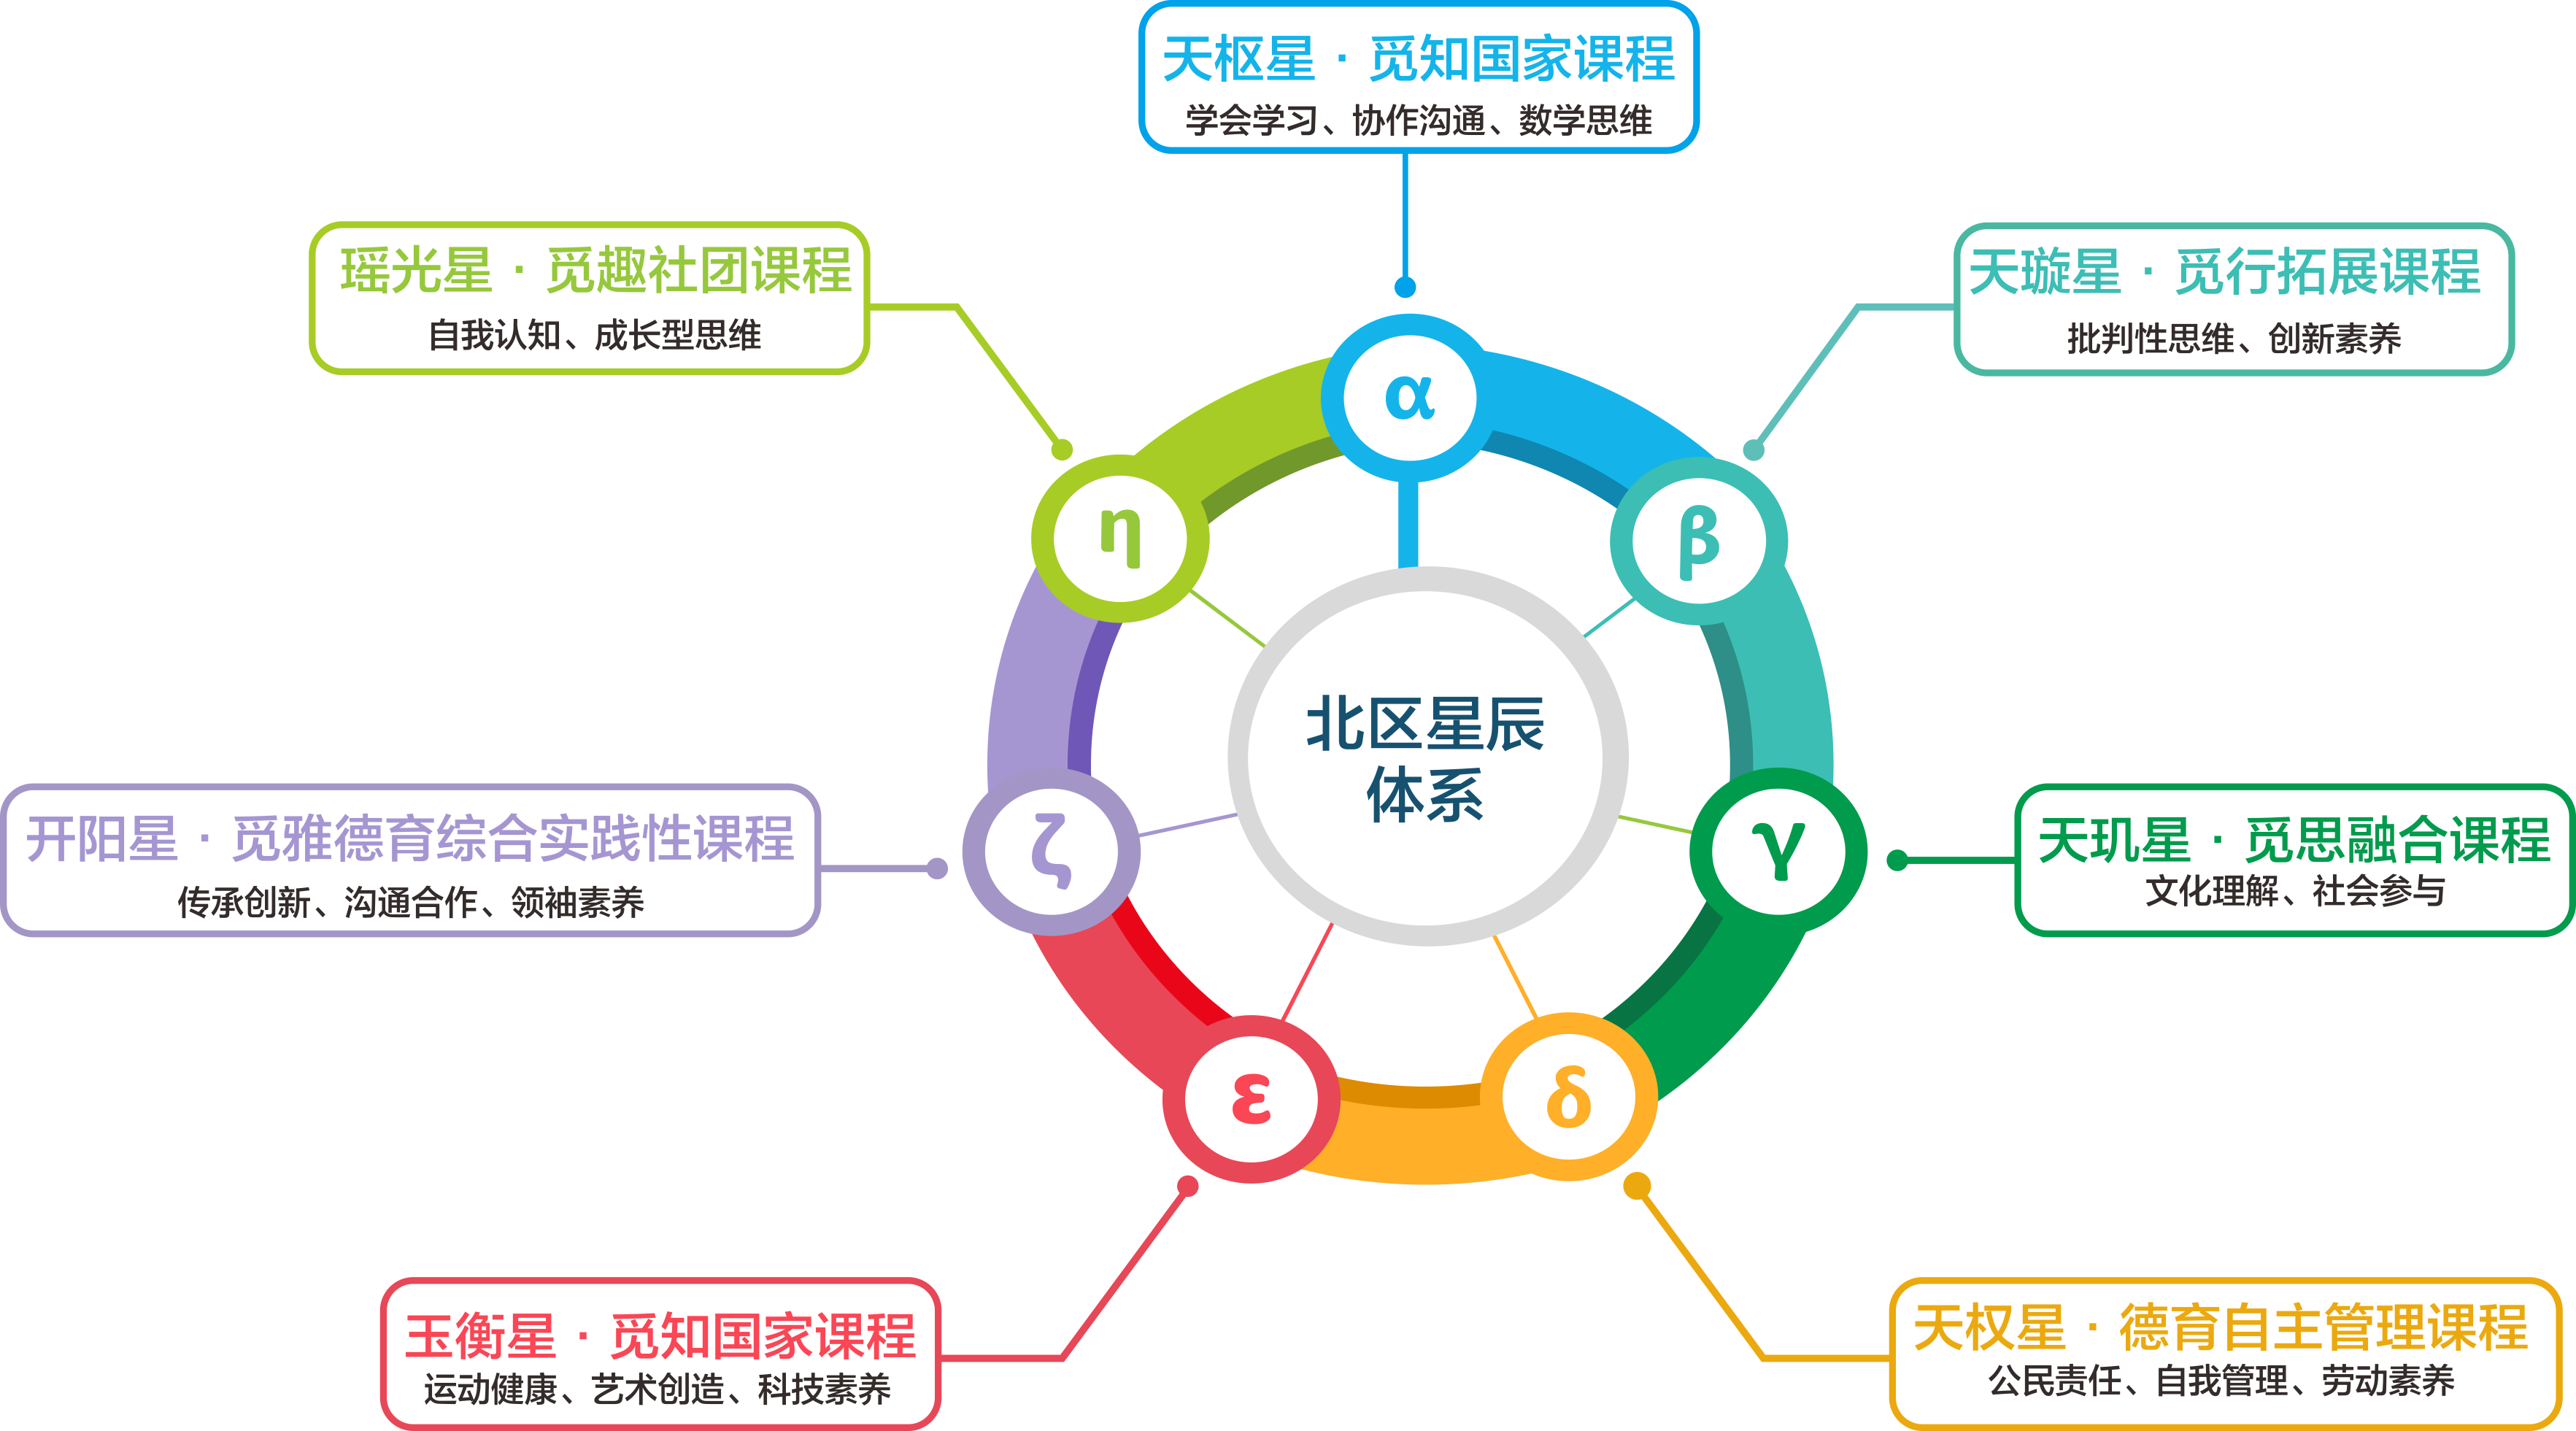 天枢星 · 觅知国家课程
学会学习、协作沟通、数学思维
瑶光星 · 觅趣社团课程
自我认知、成长型思维
天璇星 · 觅行拓展课程
批判性思维、创新素养
α
η
β
北区星辰
体系
开阳星 · 觅雅德育综合实践性课程
传承创新、沟通合作、领袖素养
ζ
γ
天玑星 · 觅思融合课程
文化理解、社会参与
ε
δ
玉衡星 · 觅知国家课程
运动健康、艺术创造、科技素养
天权星 · 德育自主管理课程
公民责任、自我管理、劳动素养